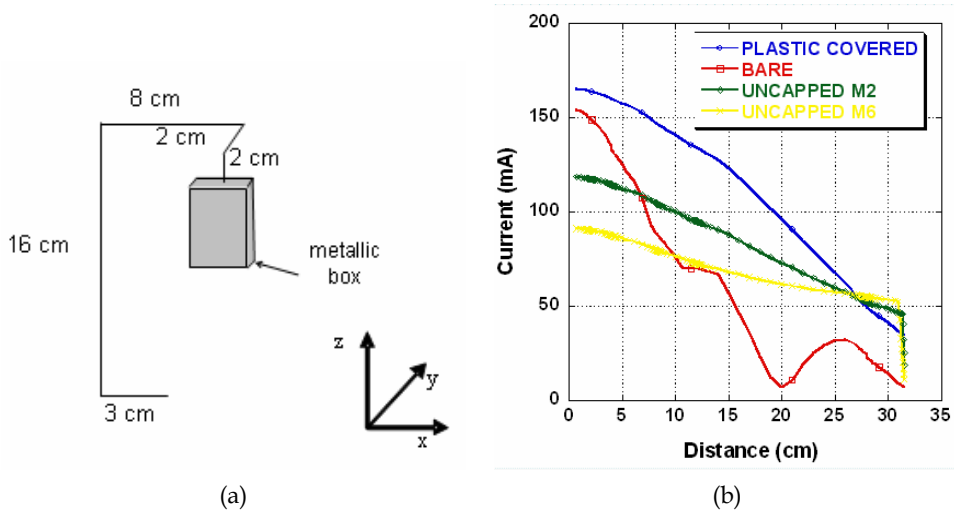 8 cm
2 cm
2 cm
16 cm
metallic
box
3 cm
z
y
x
(a)
200
150
100
50
0
Current (mA)
PLASTIC COVERED
BARE
UNCAPPED M2
UNCAPPED M6
0 5 10 15 20 25 30 35
Distance (cm)
(b)